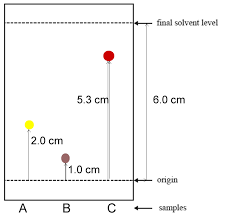 final solvent level
5.3 cm
6.0 cm
2.0 cm
1.0 cm
origin
A B C
samples